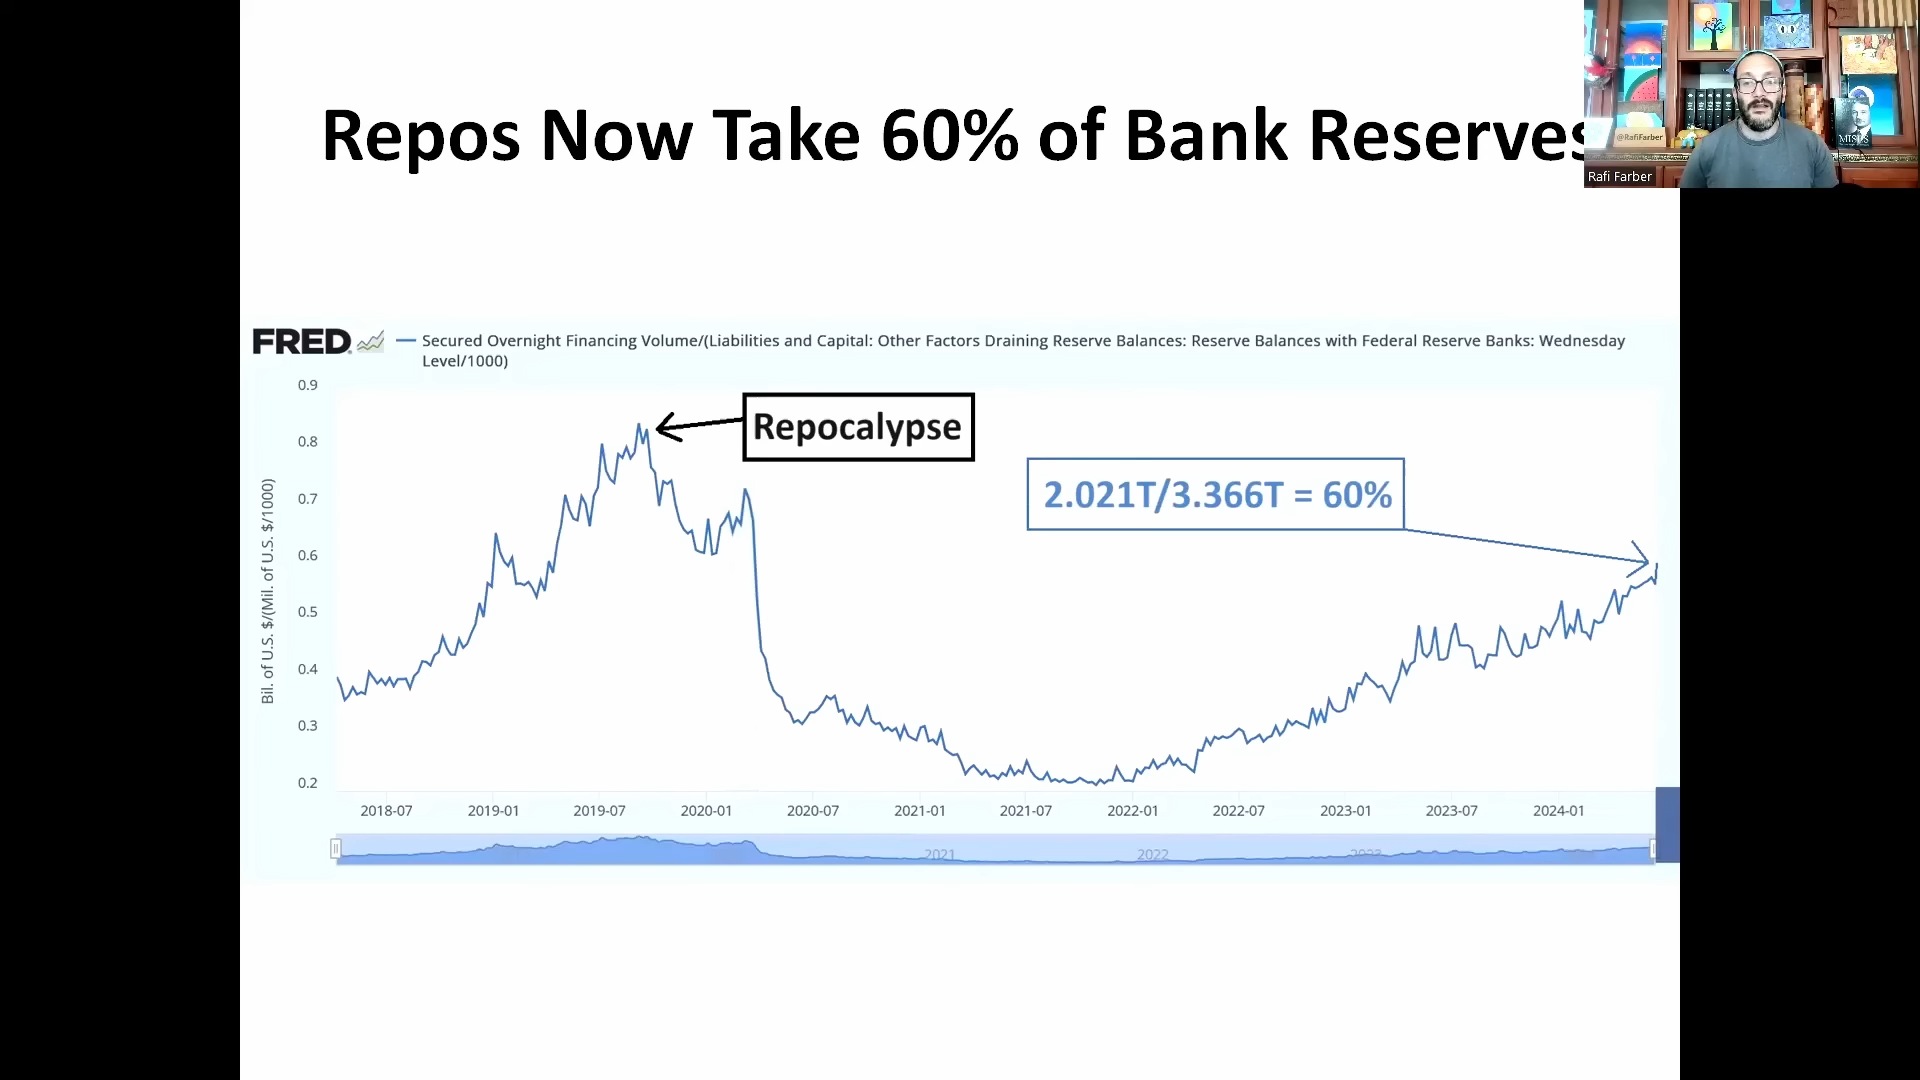 Repos Now Take 60% of Bank Reserves
@RafiFarber
MISES
Rafi Farber
FRED
Secured Overnight Financing Volume/(Liabilities and Capital: Other Factors Draining Reserve Balances: Reserve Balances with Federal Reserve Banks: Wednesday
Level/1000)
Bil. of U.S. $/(Mil. of U.S. $/1000)
0.9
0.8
0.7
0.6
0.5
0.4
0.3
0.2
Repocalypse
2.021T/3.366T = 60%
2018-07 2019-01 2019-07 2020-01 2020-07 2021-01 2021-07 2022-01 2022-07 2023-01 2023-07 2024-01
2021 2022 2023